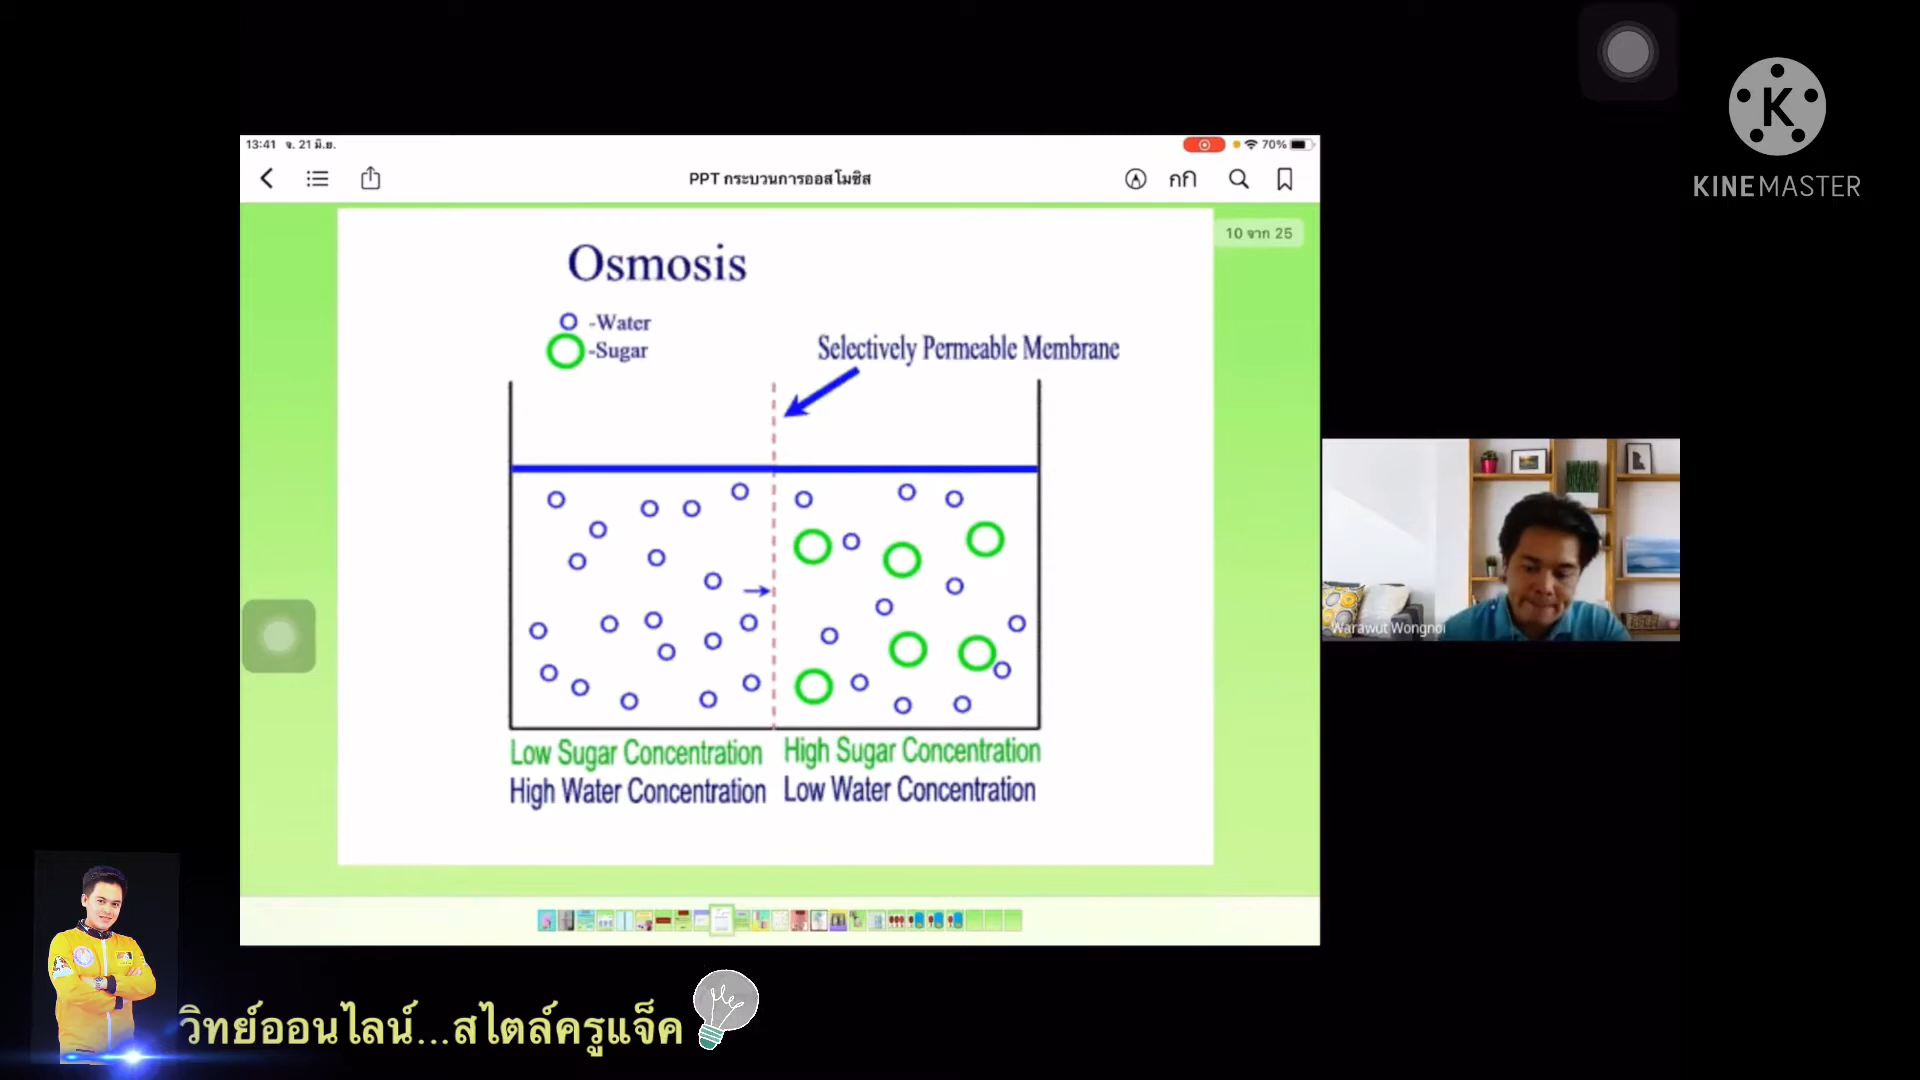 13:41 จ. 21 มิ.ย.
70%
PPT กระบวนการออสโมซิส
กก
10 จาก 25
Osmosis
-Water
-Sugar
Selectively Permeable Membrane
Low Sugar Concentration
High Sugar Concentration
High Water Concentration
Low Water Concentration
K
KINEMASTER
Warawut Wongnoi
วิทย์ออนไลน์...สไตล์ครูแจ็ค